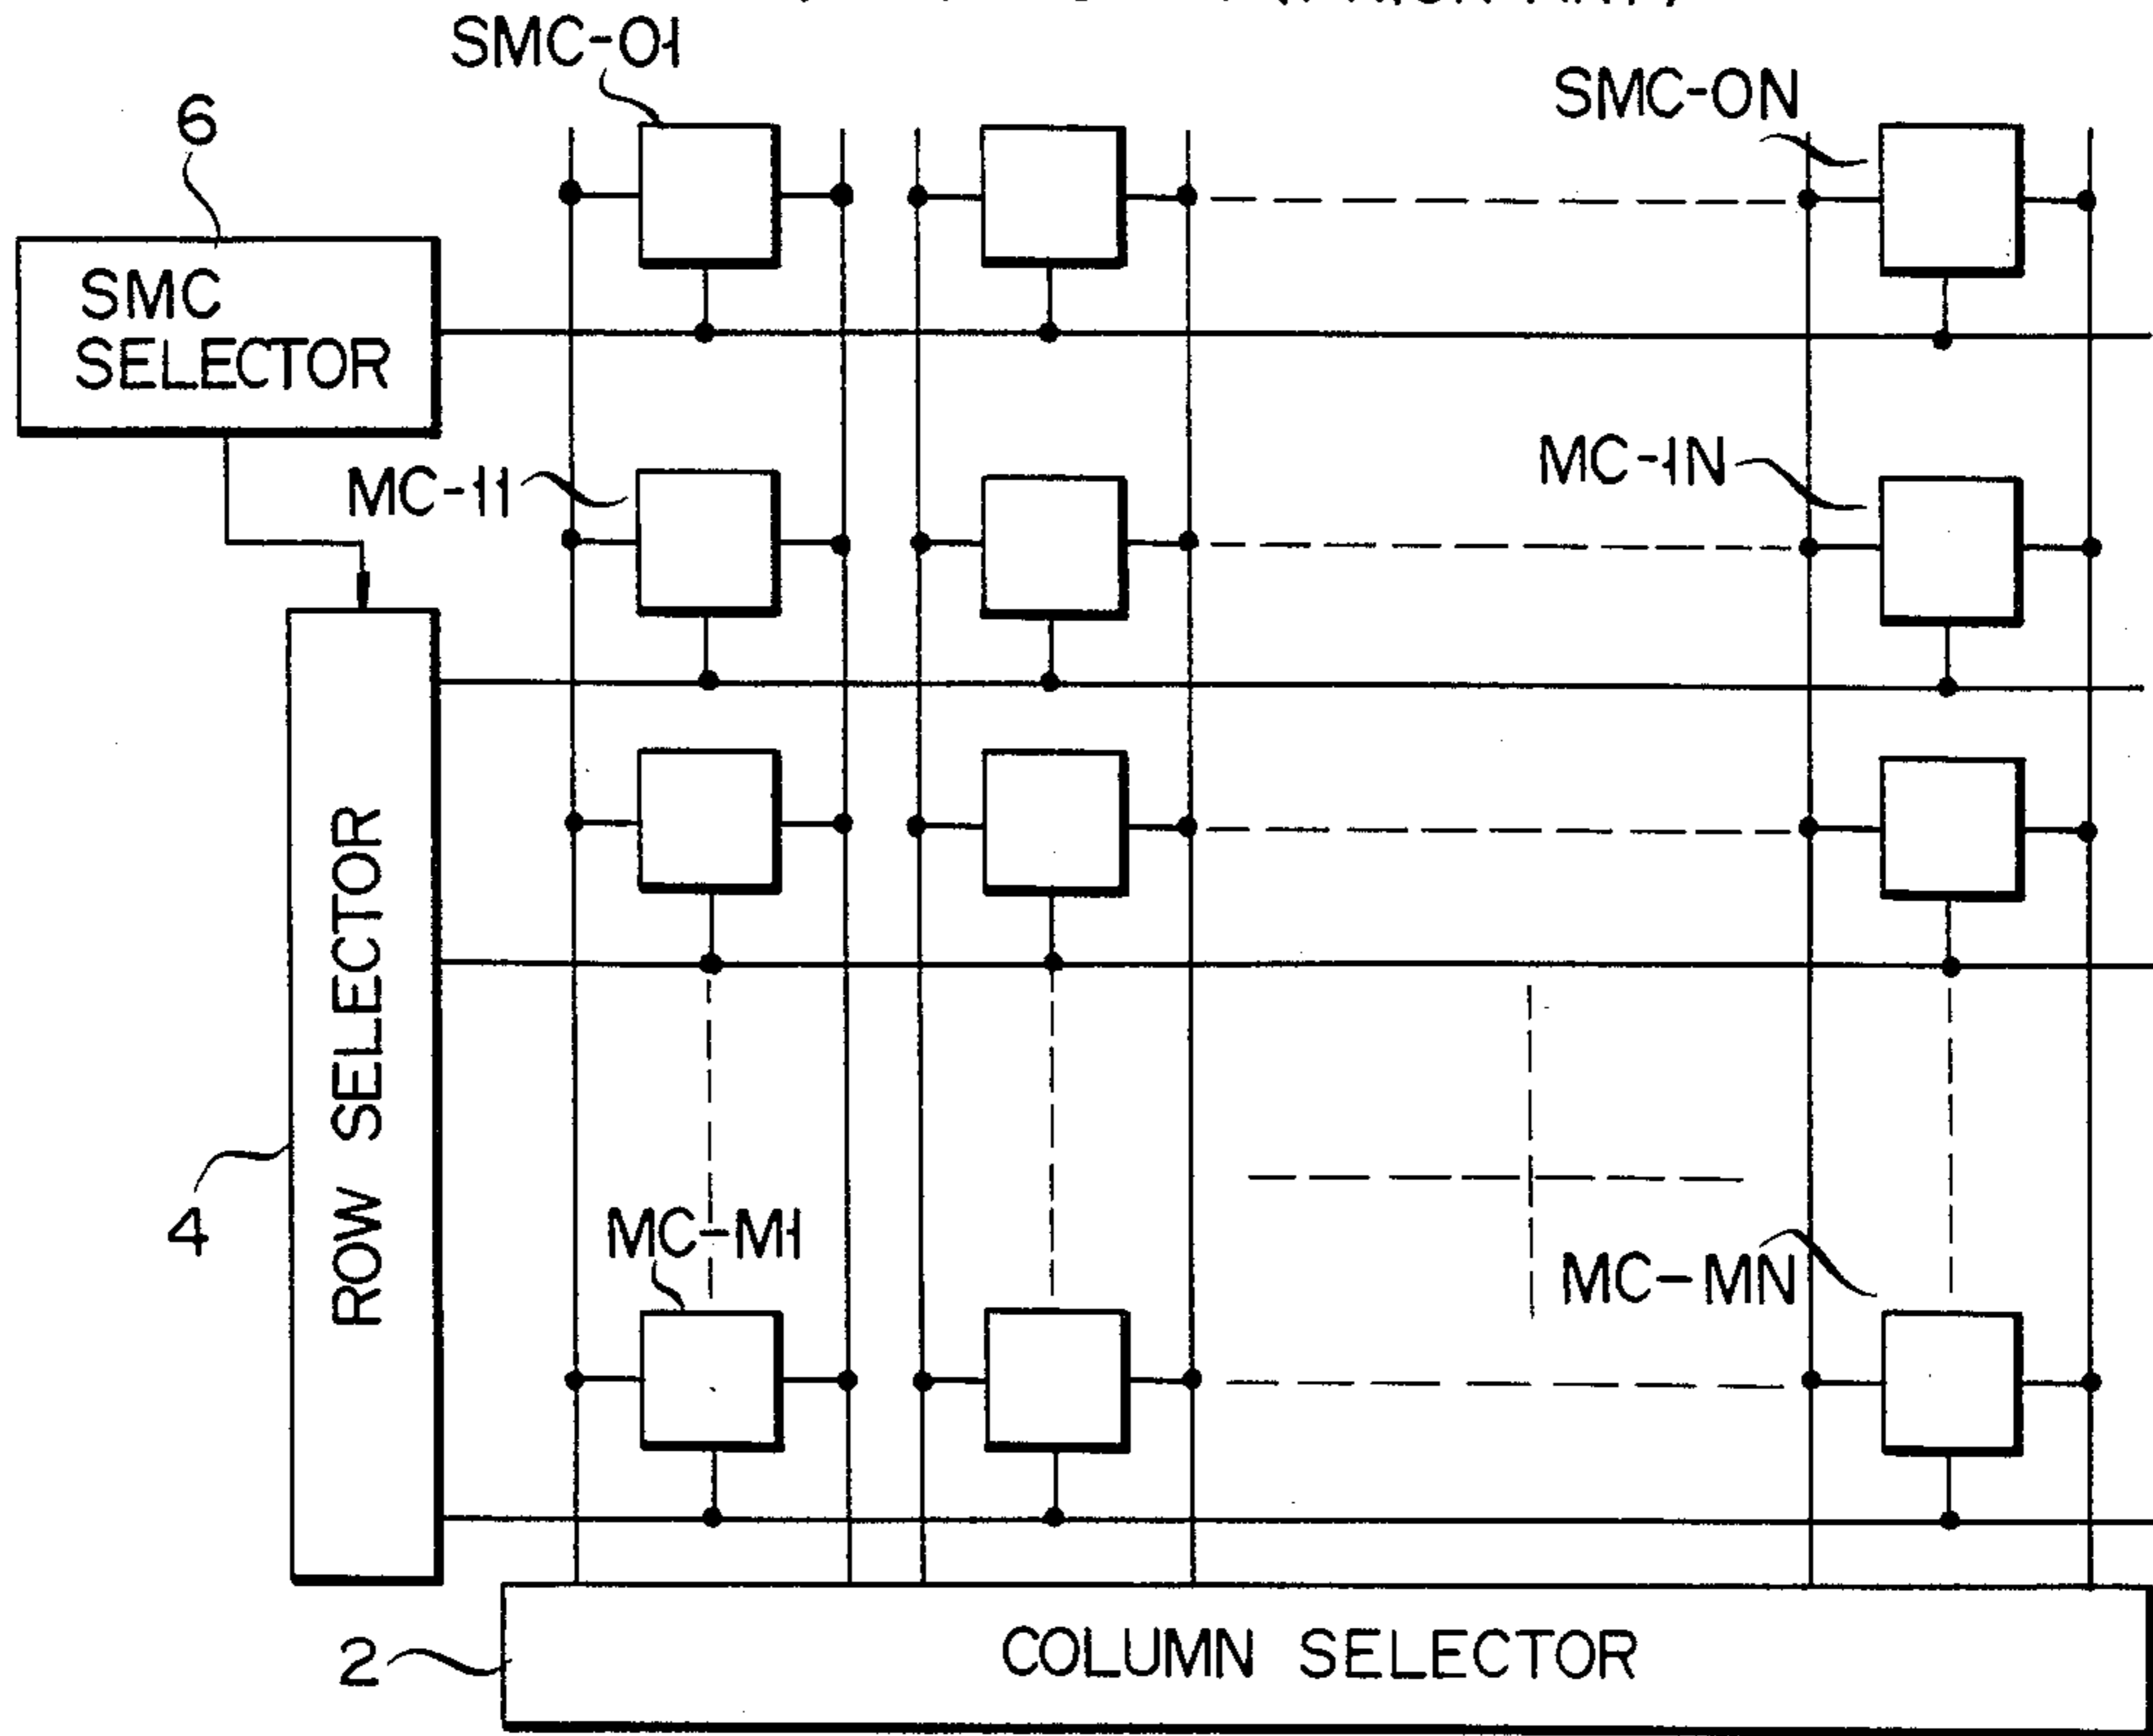 SMC-01
SMC-0N
6
SMC
SELECTOR
MC-11
MC-1N
ROW SELECTOR
4
MC-M1
MC-MN
2
COLUMN SELECTOR